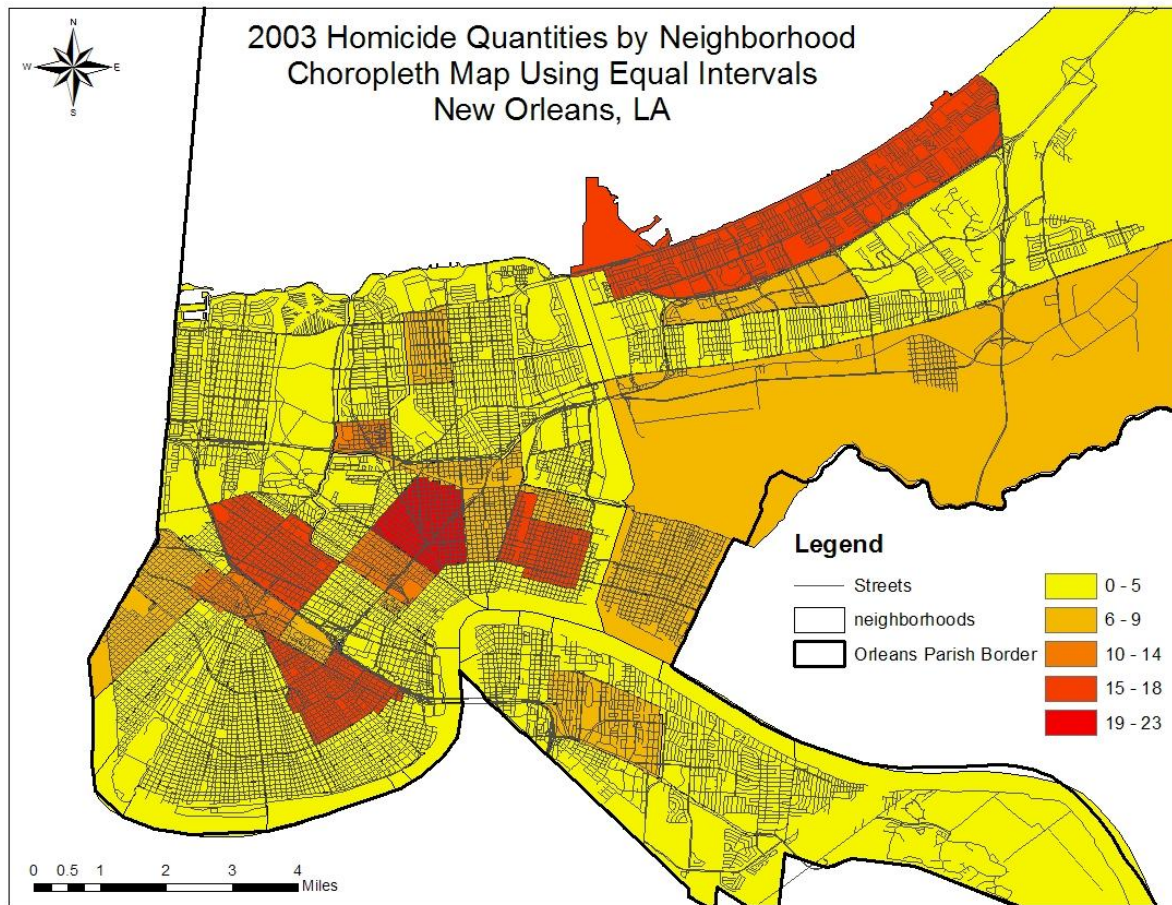 N
W E
S
2003 Homicide Quantities by Neighborhood
Choropleth Map Using Equal Intervals
New Orleans, LA
Legend
Streets
neighborhoods
Orleans Parish Border
0 - 5
6 - 9
10 - 14
15 - 18
19 - 23
0 0.5 1 2 3 4
Miles